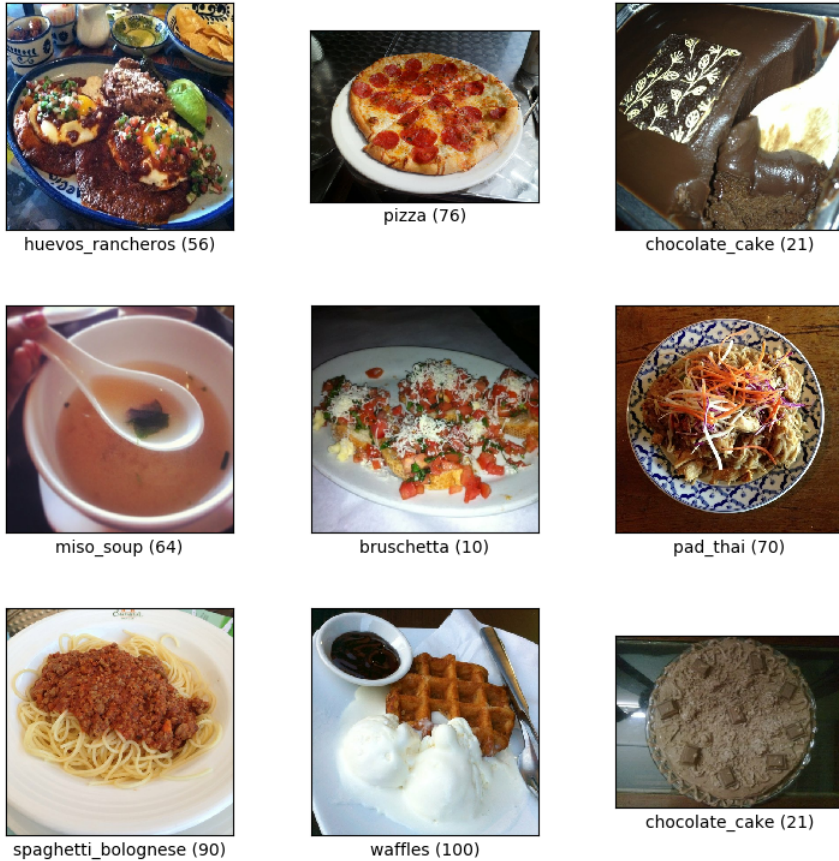 huevos_rancheros (56)
pizza (76)
chocolate_cake (21)
miso_soup (64)
bruschetta (10)
pad_thai (70)
spaghetti_bolognese (90)
waffles (100)
chocolate_cake (21)